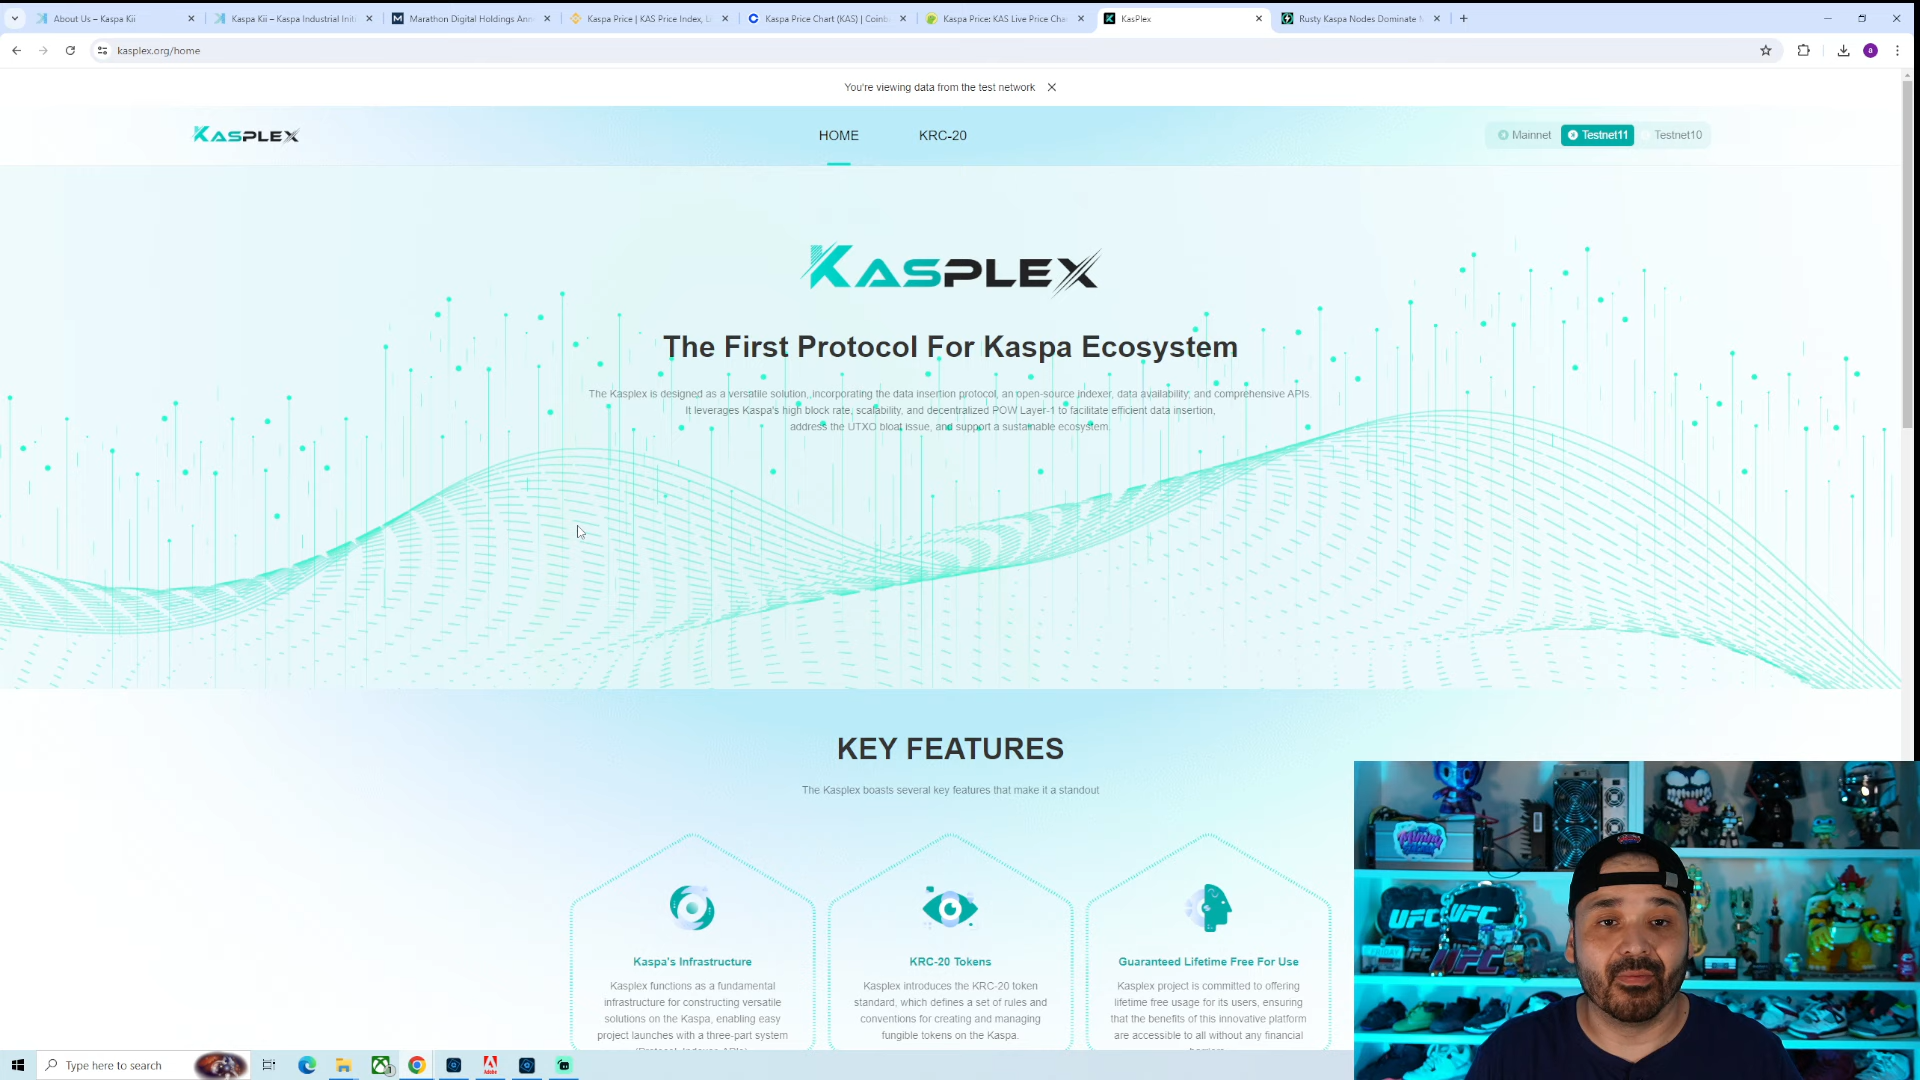 About Us – Kaspa Kii
Kaspa Kii – Kaspa Industrial Initi
Marathon Digital Holdings Ann
Kaspa Price | KAS Price Index, L
Kaspa Price Chart (KAS) | Coinb
Kaspa Price: KAS Live Price Cha
KasPlex
Rusty Kaspa Nodes Dominate
kasplex.org/home
a
You're viewing data from the test network
KASPLEX
HOME
KRC-20
Mainnet
Testnet11
Testnet10
KASPLEX
The First Protocol For Kaspa Ecosystem
The Kasplex is designed as a versatile solution, incorporating the data insertion protocol, an open-source indexer, data availability, and comprehensive APIs.
It leverages Kaspa's high block rate, scalability, and decentralized POW Layer-1 to facilitate efficient data insertion,
address the UTXO bloat issue, and support a sustainable ecosystem.
KEY FEATURES
The Kasplex boasts several key features that make it a standout
Kaspa's Infrastructure
Kasplex functions as a fundamental
infrastructure for constructing versatile
solutions on the Kaspa, enabling easy
project launches with a three-part system
(Protocol, Indexer, APIs).
KRC-20 Tokens
Kasplex introduces the KRC-20 token
standard, which defines a set of rules and
conventions for creating and managing
fungible tokens on the Kaspa.
Guaranteed Lifetime Free For Use
Kasplex project is committed to offering
lifetime free usage for its users, ensuring
that the benefits of this innovative platform
are accessible to all without any financial
barriers.
UFC
UFC
UFC
Type here to search
Adobe